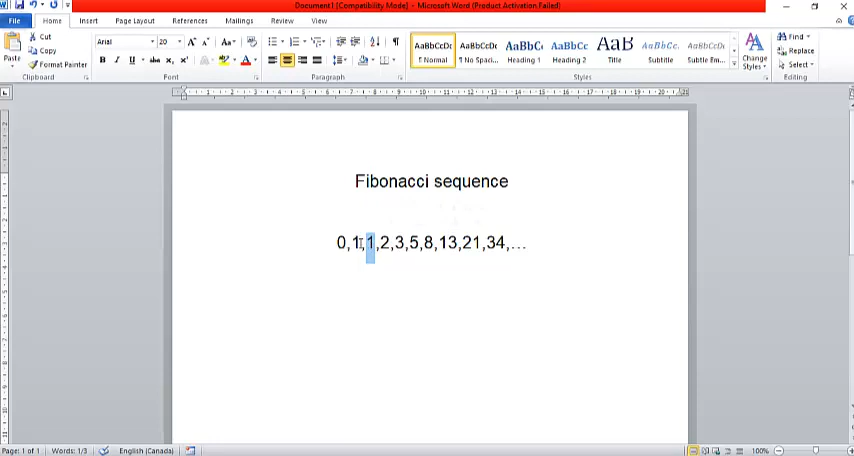 Document1 [Compatibility Mode] - Microsoft Word (Product Activation Failed)
File Home Insert Page Layout References Mailings Review View
Paste
Cut
Copy
Format Painter
Clipboard
Arial 20
Font
Paragraph
AaBbCcDc AaBbCcDc AaBbC AaBbCc AaB AaBbCc. AaBbCcDc
¶ Normal ¶ No Spaci... Heading 1 Heading 2 Title Subtitle Subtle Em...
Change Styles
Styles
Find
Replace
Select
Editing
Fibonacci sequence
0,1,1,2,3,5,8,13,21,34,...
Page: 1 of 1 Words: 1/3 English (Canada) 100%